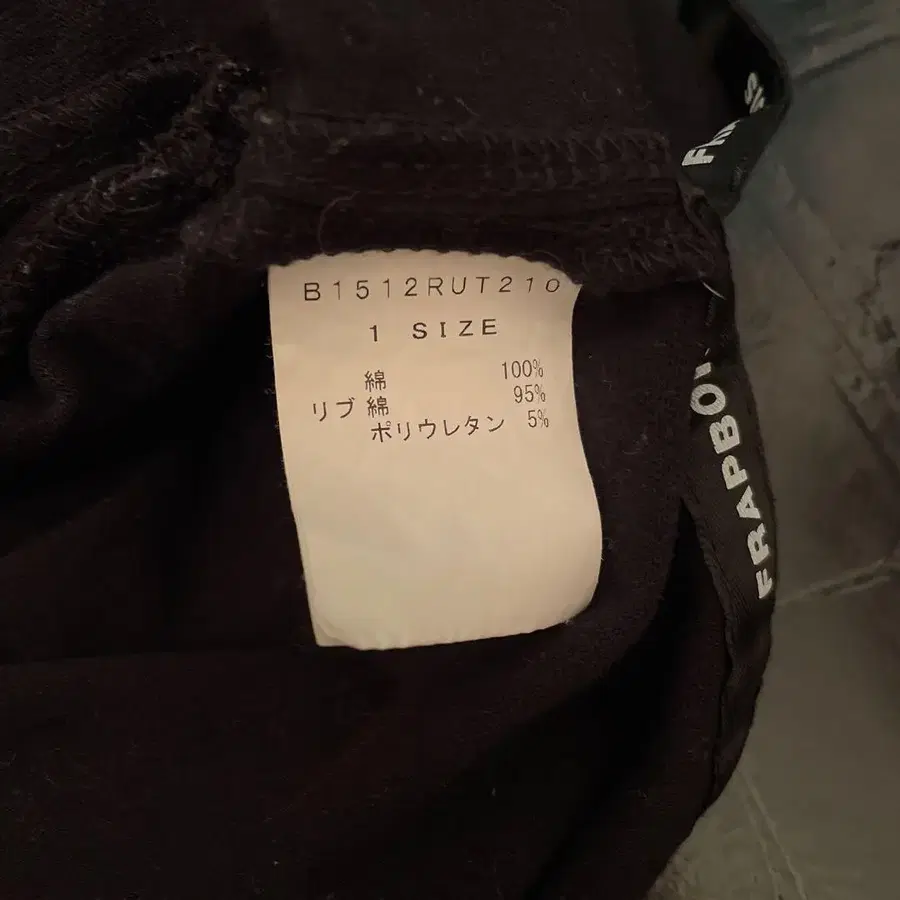 B1512RUT210
1 SIZE
綿 100%
リブ 綿 95%
ポリウレタン 5%
FRAPBO